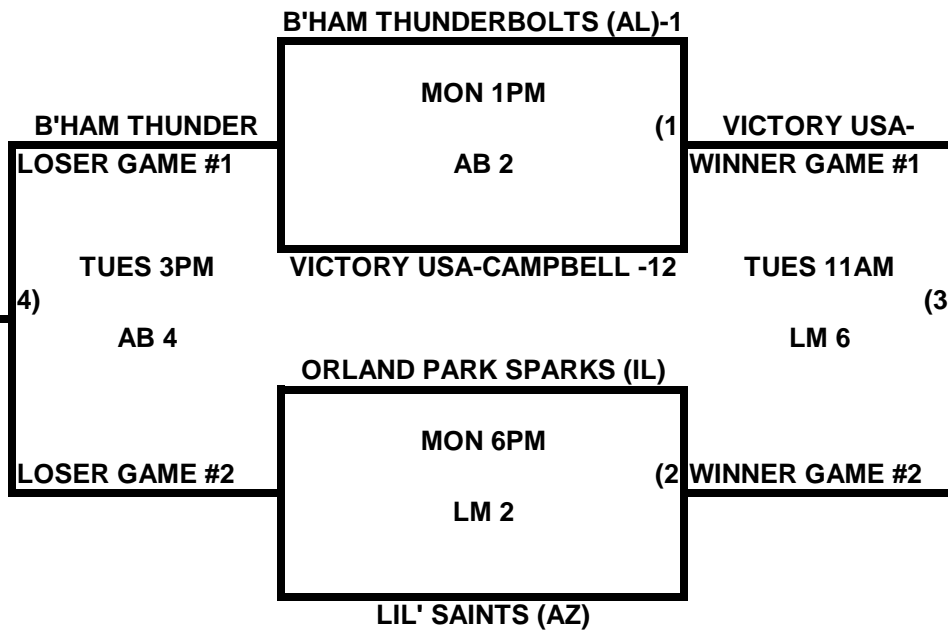 B'HAM THUNDERBOLTS (AL)-1
MON 1PM
B'HAM THUNDER
(1
VICTORY USA-
LOSER GAME #1
AB 2
WINNER GAME #1
TUES 3PM
VICTORY USA-CAMPBELL -12
TUES 11AM
4)
(3
AB 4
LM 6
ORLAND PARK SPARKS (IL)
MON 6PM
LOSER GAME #2
(2
WINNER GAME #2
LM 2
LIL' SAINTS (AZ)